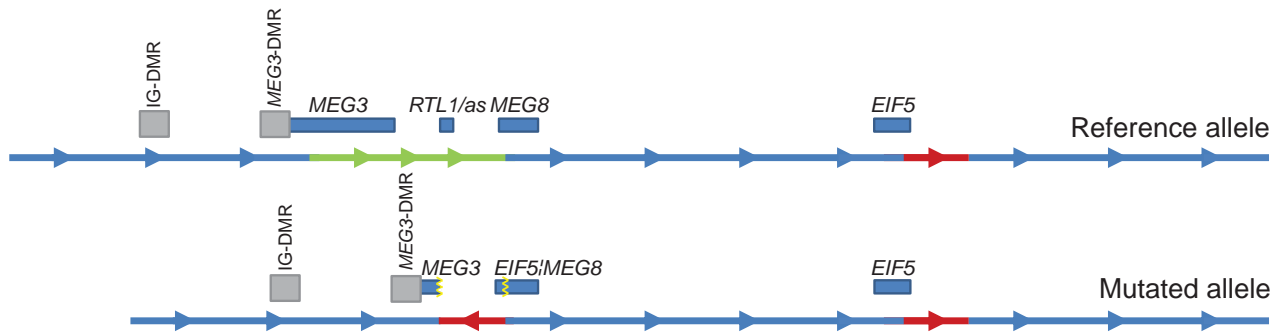 IG-DMR
MEG3-DMR
MEG3
RTL1/as
MEG8
EIF5
Reference allele
IG-DMR
MEG3-DMR
MEG3
EIF5¦MEG8
EIF5
Mutated allele